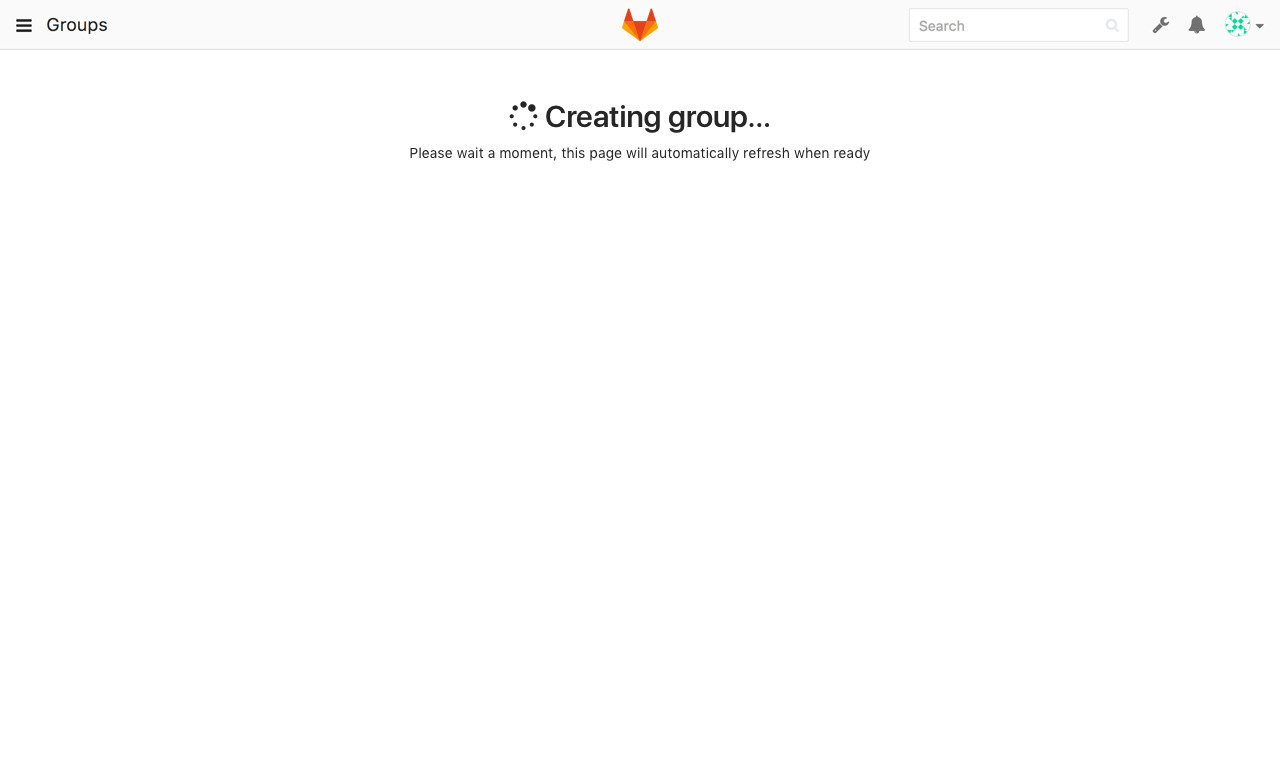 Groups
Search
Creating group...
Please wait a moment, this page will automatically refresh when ready